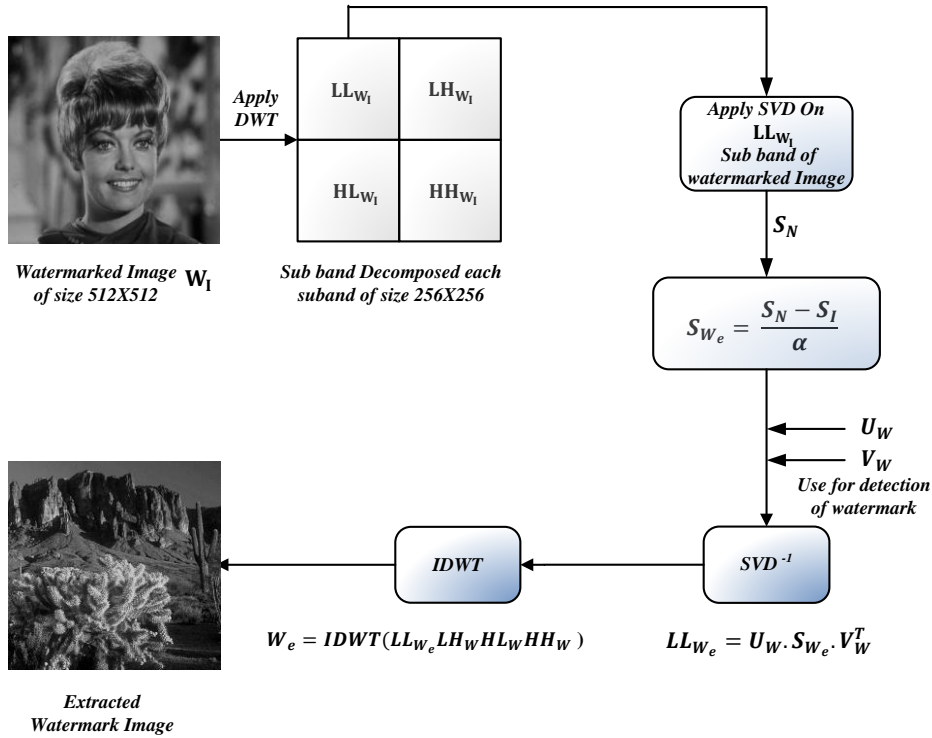 Apply
DWT
LL_{W_I}
LH_{W_I}
HL_{W_I}
HH_{W_I}
Apply SVD On
LL_{W_I}
Sub band of
watermarked Image
S_N
Watermarked Image W_I
of size 512X512
Sub band Decomposed each
suband of size 256X256
S_{W_e} = \frac{S_N - S_I}{α}
U_W
V_W
Use for detection
of watermark
IDWT
SVD^{-1}
W_e = IDWT(LL_{W_e}LH_WHL_WHH_W )
LL_{W_e} = U_W.S_{W_e}.V_W^T
Extracted
Watermark Image